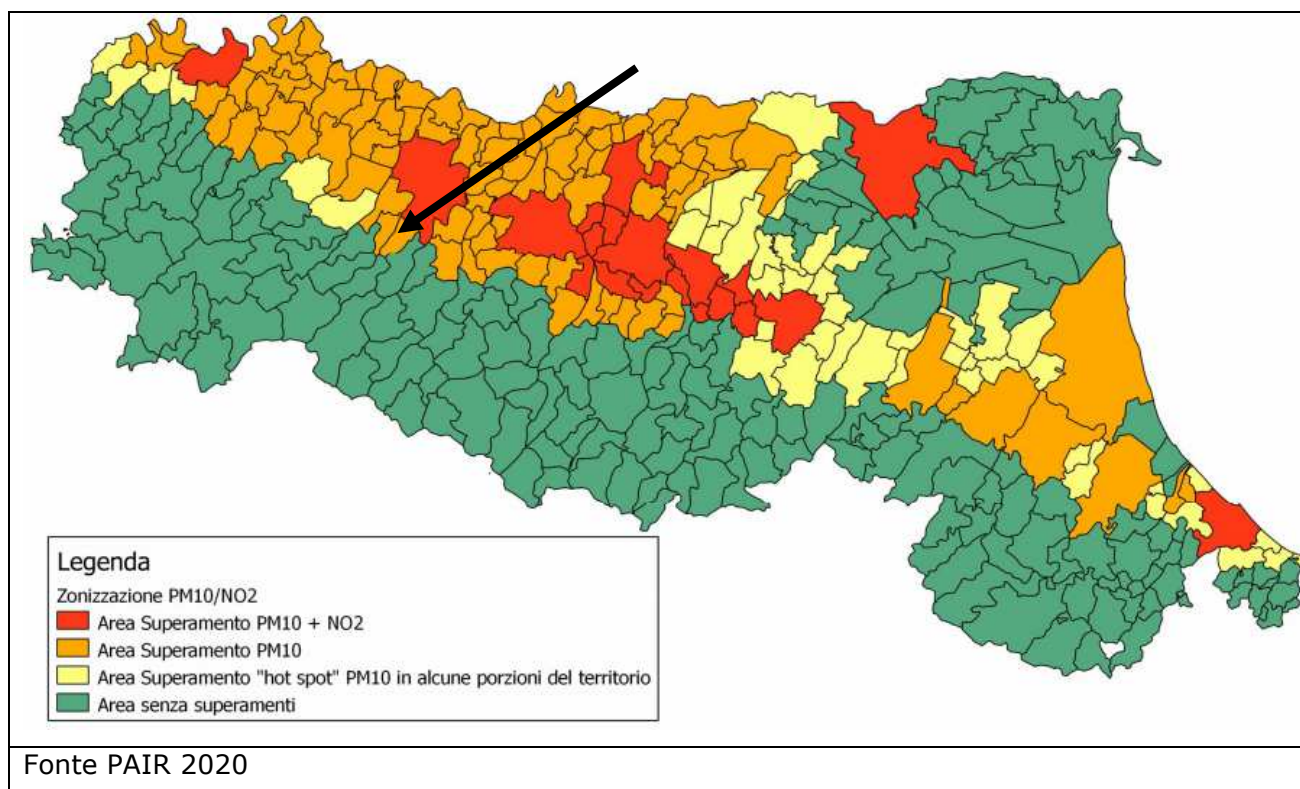 Legenda
Zonizzazione PM10/NO2
Area Superamento PM10 + NO2
Area Superamento PM10
Area Superamento "hot spot" PM10 in alcune porzioni del territorio
Area senza superamenti
Fonte PAIR 2020